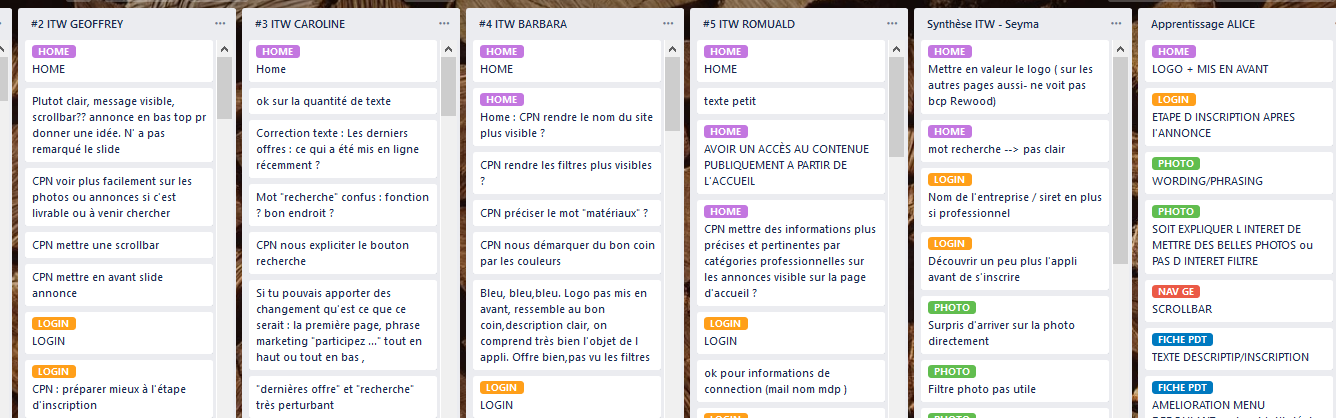 #2 ITW GEOFFREY
HOME
HOME
Plutot clair, message visible,
scrollbar?? annonce en bas top pr
donner une idée. N' a pas
remarqué le slide
CPN voir plus facilement sur les
photos ou annonces si c'est
livrable ou à venir chercher
CPN mettre une scrollbar
CPN mettre en avant slide
annonce
LOGIN
LOGIN
LOGIN
CPN : préparer mieux à l'étape
d'inscription
#3 ITW CAROLINE
HOME
Home
ok sur la quantité de texte
Correction texte : Les derniers
offres : ce qui a été mis en ligne
récemment ?
Mot "recherche" confus : fonction
? bon endroit ?
CPN nous expliciter le bouton
recherche
Si tu pouvais apporter des
changement qu'est ce que ce
serait : la première page, phrase
marketing "participez ..." tout en
haut ou tout en bas ,
"dernières offre" et "recherche"
très perturbant
#4 ITW BARBARA
HOME
HOME
HOME
Home : CPN rendre le nom du site
plus visible ?
CPN rendre les filtres plus visibles
?
CPN préciser le mot "matériaux" ?
CPN nous démarquer du bon coin
par les couleurs
Bleu, bleu,bleu. Logo pas mis en
avant, ressemble au bon
coin,description clair, on
comprend très bien l'objet de l
appli. Offre bien,pas vu les filtres
LOGIN
LOGIN
#5 ITW ROMUALD
HOME
HOME
texte petit
HOME
AVOIR UN ACCÈS AU CONTENUE
PUBLIQUEMENT A PARTIR DE
L'ACCUEIL
HOME
CPN mettre des informations plus
précises et pertinentes par
catégories professionnelles sur
les annonces visible sur la page
d'accueil ?
LOGIN
LOGIN
ok pour informations de
connection (mail nom mdp )
LOGIN
Synthèse ITW - Seyma
HOME
Mettre en valeur le logo ( sur les
autres pages aussi- ne voit pas
bcp Rewood)
HOME
mot recherche --> pas clair
LOGIN
Nom de l'entreprise / siret en plus
si professionnel
LOGIN
Découvrir un peu plus l'appli
avant de s'inscrire
PHOTO
Surpris d'arriver sur la photo
directement
PHOTO
Filtre photo pas utile
PHOTO
Apprentissage ALICE
HOME
LOGO + MIS EN AVANT
LOGIN
ETAPE D INSCRIPTION APRES
l'ANNONCE
PHOTO
WORDING/PHRASING
PHOTO
SOIT EXPLIQUER L INTERET DE
METTRE DES BELLES PHOTOS ou
PAS D INTERET FILTRE
NAV GE
SCROLLBAR
FICHE PDT
TEXTE DESCRIPTIP/INSCRIPTION
FICHE PDT
AMELIORATION MENU